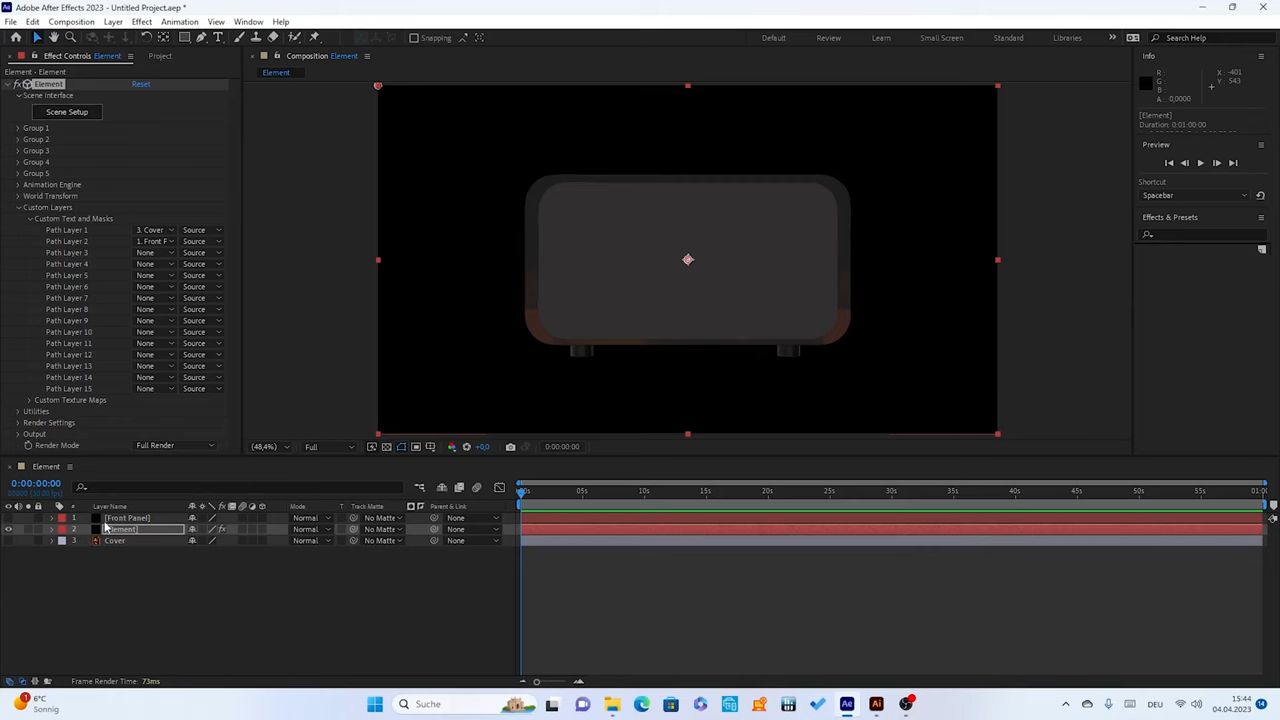 Adobe After Effects 2023 - Untitled Project.aep *
File Edit Composition Layer Effect Animation View Window Help
Snapping
Default Review Learn Small Screen Standard Libraries Search Help
Effect Controls Element Project
Element · Element
Element Reset
Scene Interface
Scene Setup
Group 1
Group 2
Group 3
Group 4
Group 5
Animation Engine
World Transform
Custom Layers
Custom Text and Masks
Path Layer 1 3. Cover Source
Path Layer 2 1. Front F Source
Path Layer 3 None Source
Path Layer 4 None Source
Path Layer 5 None Source
Path Layer 6 None Source
Path Layer 7 None Source
Path Layer 8 None Source
Path Layer 9 None Source
Path Layer 10 None Source
Path Layer 11 None Source
Path Layer 12 None Source
Path Layer 13 None Source
Path Layer 14 None Source
Path Layer 15 None Source
Custom Texture Maps
Utilities
Render Settings
Output
Render Mode Full Render
Composition Element
Element
(48,4%) Full +0,0 0:00:00:00
Info
R :
G :
B :
A : 0,0000
X : -401
Y : 543
[Element]
Duration: 0:01:00:00
Preview
Shortcut
Spacebar
Effects & Presets
Element
0:00:00:00
# Layer Name Mode T Track Matte Parent & Link
1 [Front Panel] Normal No Matte None
2 Normal No Matte None
3 Cover Normal No Matte None
05s 10s 15s 20s 25s 30s 35s 40s 45s 50s 55s
Frame Render Time: 73ms
6°C
Sonnig
Suche
DEU
15:44
04.04.2023